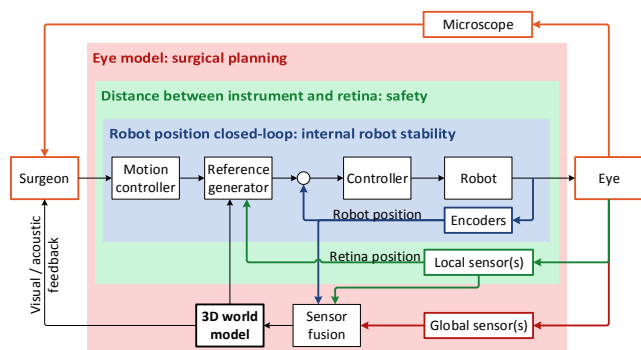 Microscope
Eye model: surgical planning
Distance between instrument and retina: safety
Robot position closed-loop: internal robot stability
Surgeon
Motion
controller
Reference
generator
Controller
Robot
Eye
Robot position
Encoders
Retina position
Local sensor(s)
Visual / acoustic
feedback
3D world
model
Sensor
fusion
Global sensor(s)